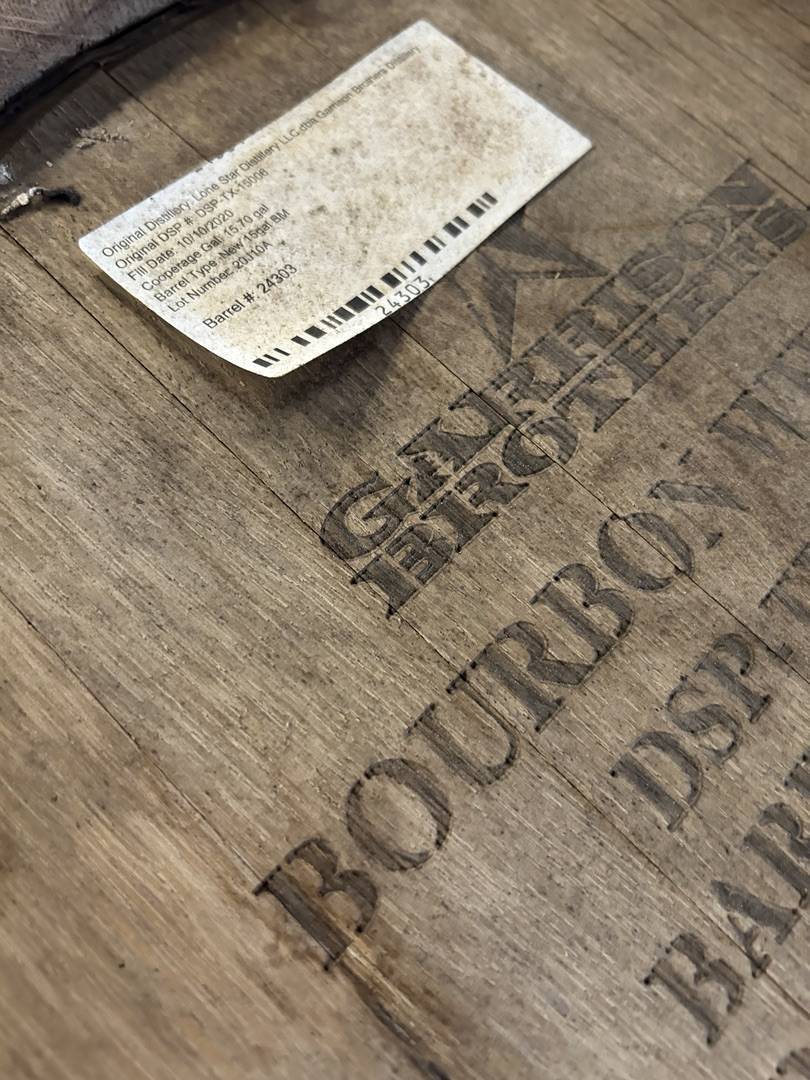 Original Distillery: Lone Star Distillery LLC dba Garrison Brothers Distillery
Original DSP #: DSP-TX-15006
Fill Date: 10/10/2020
Cooperage Gal: 15.70 gal
Barrel Type: New 15gal BM
Lot Number: 20J10A
Barrel #: 24303
24303
GARRISON
BROTHERS
BOURBON
DSP.